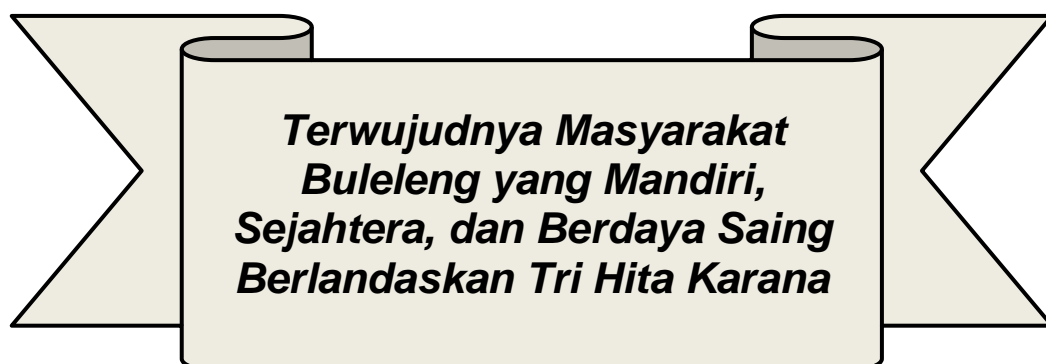 Terwujudnya Masyarakat
Buleleng yang Mandiri,
Sejahtera, dan Berdaya Saing
Berlandaskan Tri Hita Karana